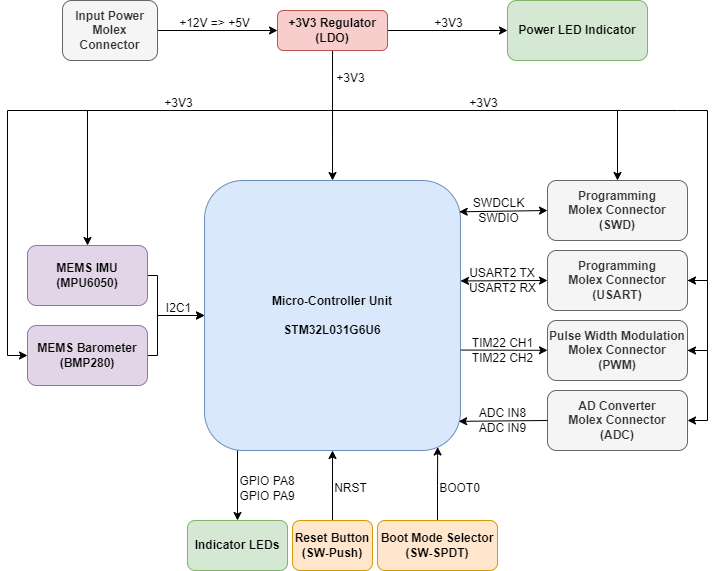 Input Power
Molex
Connector
+12V => +5V
+3V3 Regulator
(LDO)
+3V3
Power LED Indicator
+3V3
+3V3
+3V3
MEMS IMU
(MPU6050)
MEMS Barometer
(BMP280)
I2C1
Micro-Controller Unit
STM32L031G6U6
SWDCLK
SWDIO
Programming
Molex Connector
(SWD)
USART2 TX
USART2 RX
Programming
Molex Connector
(USART)
TIM22 CH1
TIM22 CH2
Pulse Width Modulation
Molex Connector
(PWM)
ADC IN8
ADC IN9
AD Converter
Molex Connector
(ADC)
GPIO PA8
GPIO PA9
NRST
BOOT0
Indicator LEDs
Reset Button
(SW-Push)
Boot Mode Selector
(SW-SPDT)